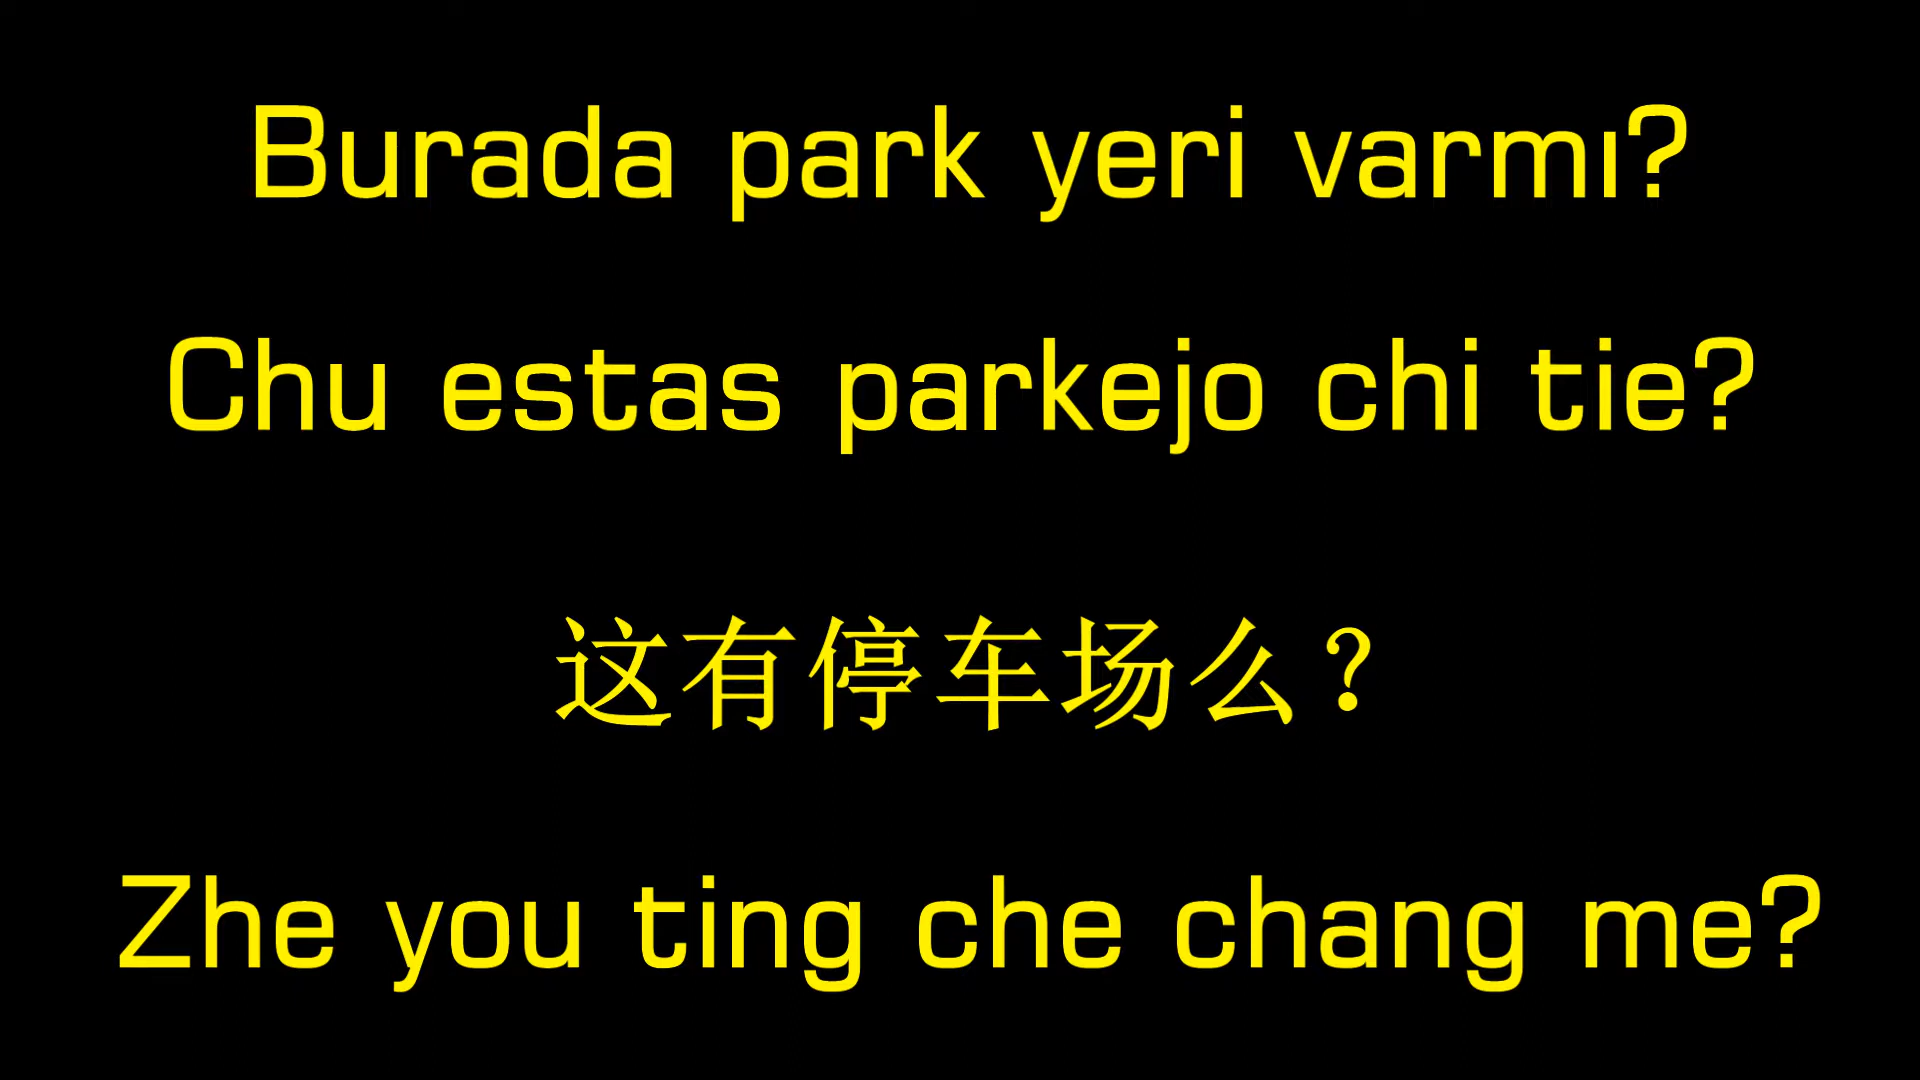 Burada park yeri varmı?
Chu estas parkejo chi tie?
这有停车场么？
Zhe you ting che chang me?